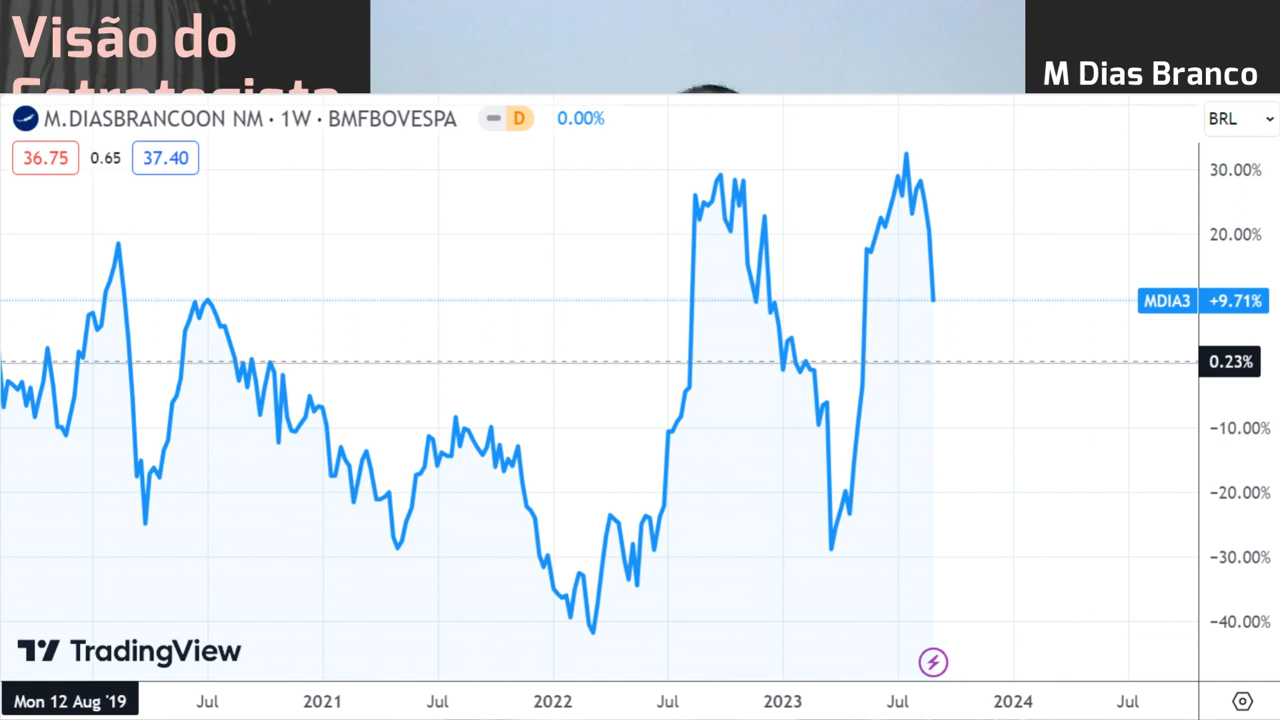 Visão do
Estrategista
M Dias Branco
M.DIASBRANCOON NM · 1W · BMFBOVESPA
D
0.00%
BRL
36.75
0.65
37.40
30.00%
20.00%
MDIA3
+9.71%
0.23%
−10.00%
−20.00%
−30.00%
−40.00%
TradingView
Mon 12 Aug '19
Jul
2021
Jul
2022
Jul
2023
Jul
2024
Jul